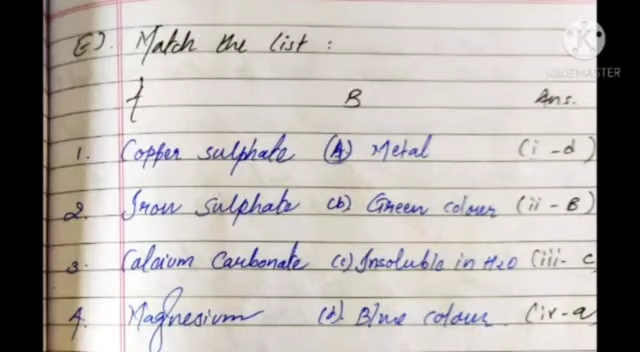 E). Match the list :
A B Ans.
1. Copper sulphate (A) Metal (i -d)
2. Iron sulphate (b) Green colour (ii - B)
3. Calcium Carbonate (c) Insoluble in H2O (iii- c
4. Magnesium (d) Blue colour. (iv-a
K
KINEMASTER